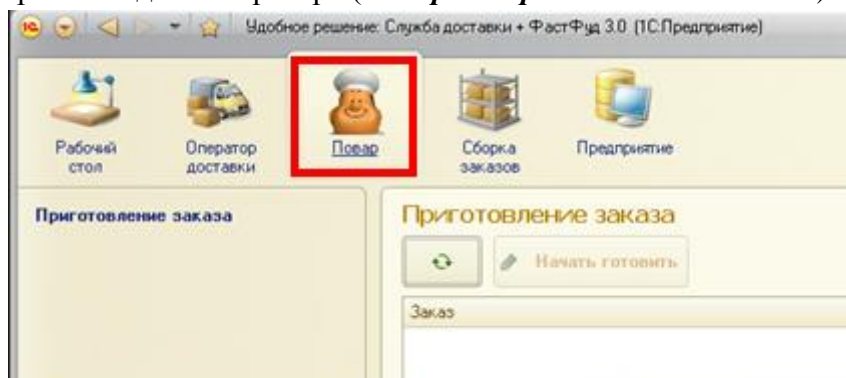 Удобное решение: Служба доставки + ФастФуд 3.0 (1С:Предприятие)
Рабочий стол
Оператор доставки
Повар
Сборка заказов
Предприятие
Приготовление заказа
Приготовление заказа
Начать готовить
Заказ